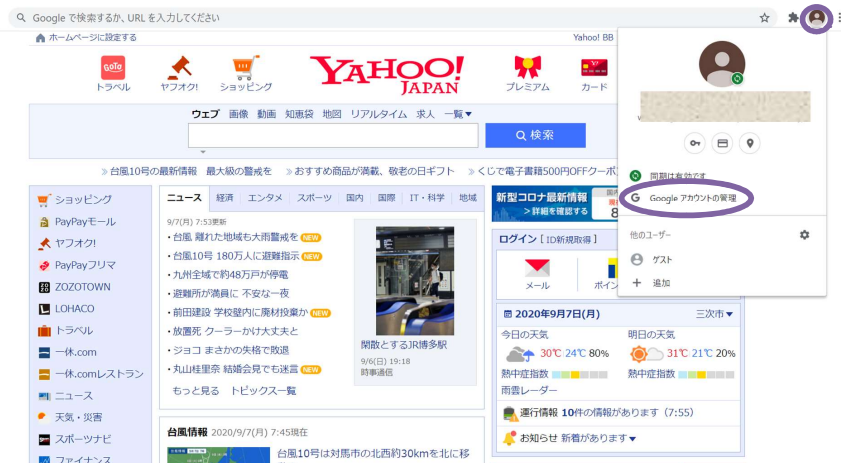 Google で検索するか、URL を入力してください
ホームページに設定する
Yahoo! BB
GoTo
トラベル
ヤフオク!
ショッピング
YAHOO!
JAPAN
プレミアム
カード
ウェブ 画像 動画 知恵袋 地図 リアルタイム 求人 一覧▼
検索
同期は有効です
Google アカウントの管理
他のユーザー
ゲスト
追加
台風10号の最新情報 最大級の警戒を
おすすめ商品が満載、敬老の日ギフト
くじで電子書籍500円OFFクーポ
ショッピング
PayPayモール
ヤフオク!
PayPayフリマ
ZOZOTOWN
LOHACO
トラベル
一休.com
一休.comレストラン
ニュース
天気・災害
スポーツナビ
ファイナンス
ニュース 経済 エンタメ スポーツ 国内 国際 IT・科学 地域
9/7(月) 7:53更新
・台風 離れた地域も大雨警戒を NEW
・台風10号 180万人に避難指示 NEW
・九州全域で約48万戸が停電
・避難所が満員に 不安な一夜
・前田建設 学校壁内に廃材投棄か NEW
・放置死 クーラーかけ大丈夫と
・ジョコ まさかの失格で敗退
・丸山桂里奈 結婚会見でも迷言 NEW
もっと見る トピックス一覧
閑散とするJR博多駅
9/6(日) 19:18
時事通信
台風情報 2020/9/7(月) 7:45現在
台風10号は対馬市の北西約30kmを北に移
新型コロナ最新情報
>詳細を確認する
ログイン [ ID新規取得 ]
メール
ポイン
2020年9月7日(月)
三次市▼
今日の天気
明日の天気
30℃ 24℃ 80%
31℃ 21℃ 20%
熱中症指数
熱中症指数
雨雲レーダー
運行情報 10件の情報があります (7:55)
お知らせ 新着があります▼